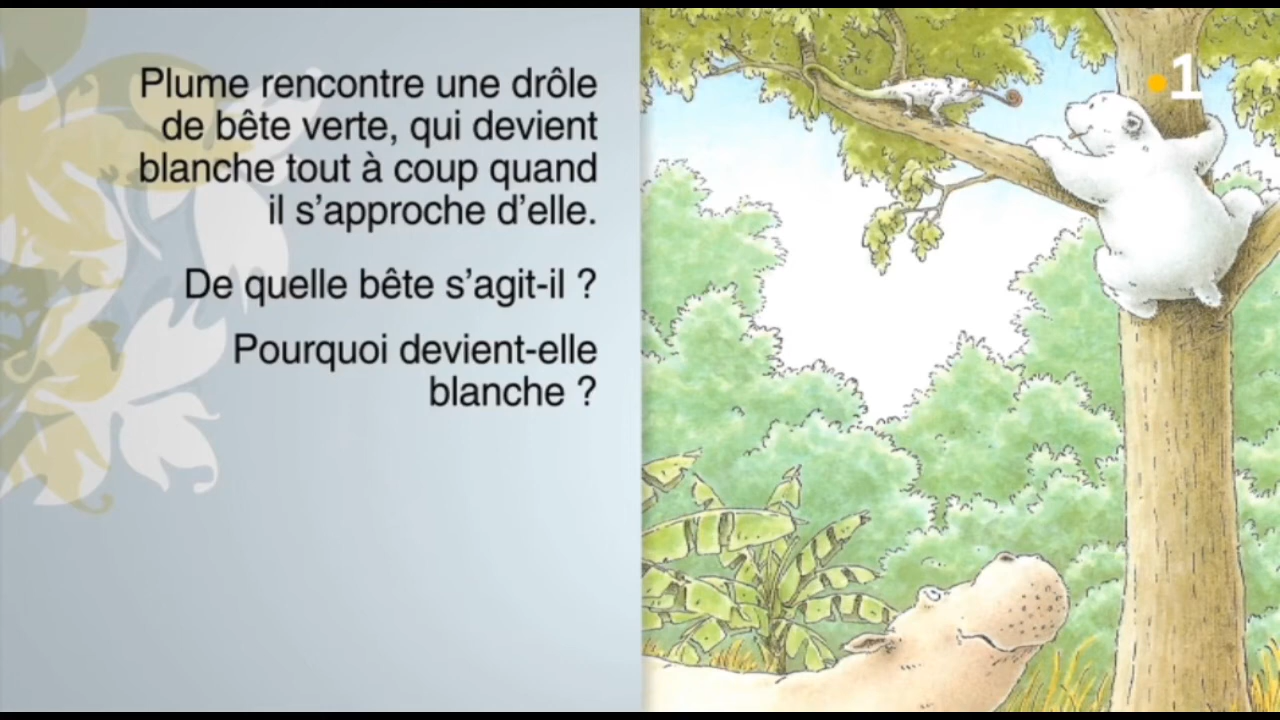 Plume rencontre une drôle
de bête verte, qui devient
blanche tout à coup quand
il s'approche d'elle.
De quelle bête s'agit-il ?
Pourquoi devient-elle
blanche ?
1